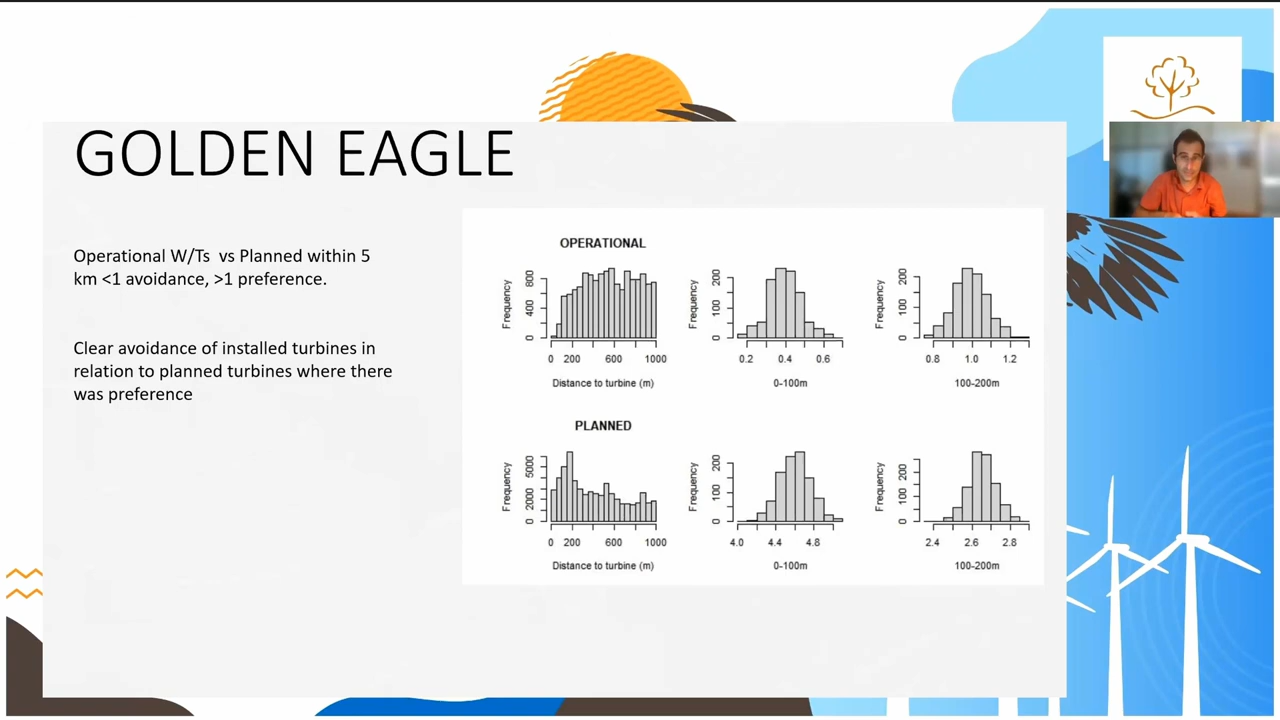 GOLDEN EAGLE
Operational W/Ts vs Planned within 5
km <1 avoidance, >1 preference.
Clear avoidance of installed turbines in
relation to planned turbines where there
was preference
OPERATIONAL
Frequency
0 400 800
0 200 600 1000
Distance to turbine (m)
Frequency
0 100 200
0.2 0.4 0.6
0-100m
Frequency
0 100 200
0.8 1.0 1.2
100-200m
PLANNED
Frequency
0 2000 5000
0 200 600 1000
Distance to turbine (m)
Frequency
0 100 200
4.0 4.4 4.8
0-100m
Frequency
0 100 200
2.4 2.6 2.8
100-200m